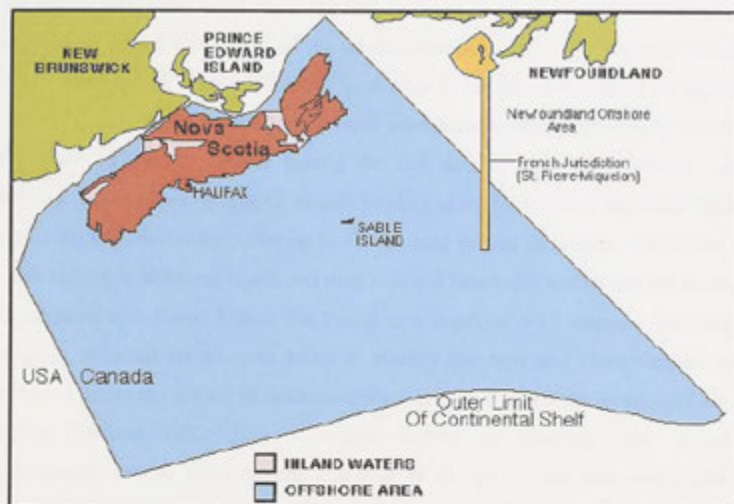 NEW
BRUNSWICK
PRINCE
EDWARD
ISLAND
NEWFOUNDLAND
Newfoundland Offshore
Area
French Jurisdiction
(St. Pierre-Miquelon)
Nova
Scotia
HALIFAX
SABLE
ISLAND
USA Canada
Outer Limit
Of Continental Shelf
INLAND WATERS
OFFSHORE AREA